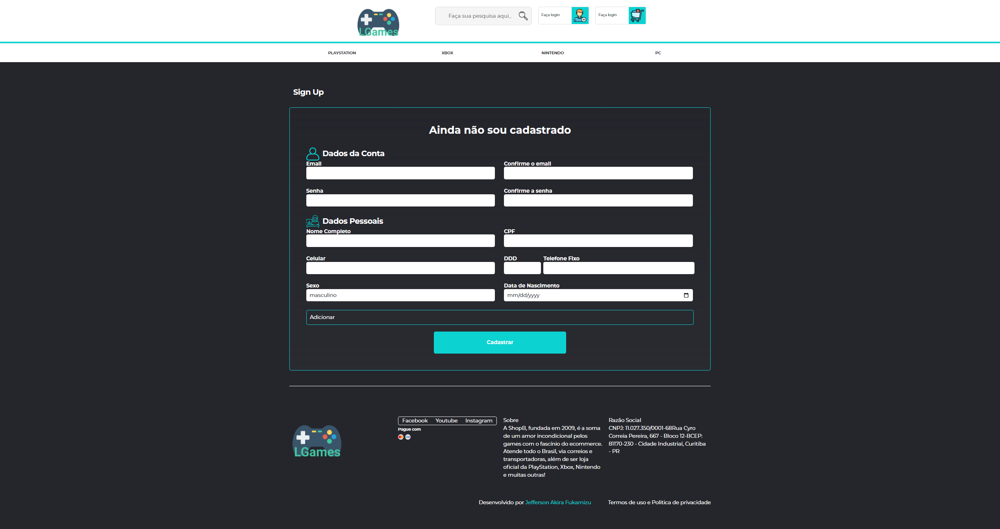 LGames
Faça sua pesquisa aqui_
Faça login
Faça login
PLAYSTATION
XBOX
NINTENDO
PC
Sign Up
Ainda não sou cadastrado
Dados da Conta
Email
Confirme o email
Senha
Confirme a senha
Dados Pessoais
Nome Completo
CPF
Celular
DDD
Telefone Fixo
Sexo
Data de Nascimento
masculino
mm/dd/yyyy
Adicionar
Cadastrar
LGames
Facebook Youtube Instagram
Pague com
VISA
Sobre
A ShopB, fundada em 2009, é a soma
de um amor incondicional pelos
games com o fascínio do ecommerce.
Atende todo o Brasil, via correios e
transportadoras, além de ser loja
oficial da PlayStation, Xbox, Nintendo
e muitas outras!
Razão Social
CNPJ: 11.027.350/0001-68Rua Cyro
Correia Pereira, 667 - Bloco 12-BCEP:
81170-230 - Cidade Industrial, Curitiba
- PR
Desenvolvido por Jefferson Akira Fukamizu
Termos de uso e Politica de privacidade